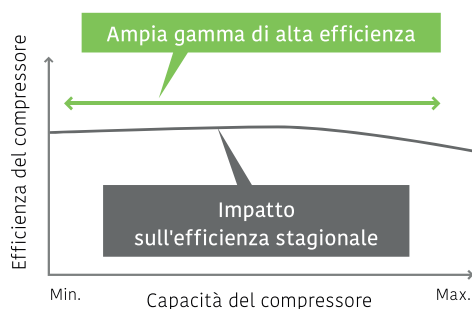 Ampia gamma di alta efficienza
Efficienza del compressore
Impatto
sull'efficienza stagionale
Min.
Capacità del compressore
Max.